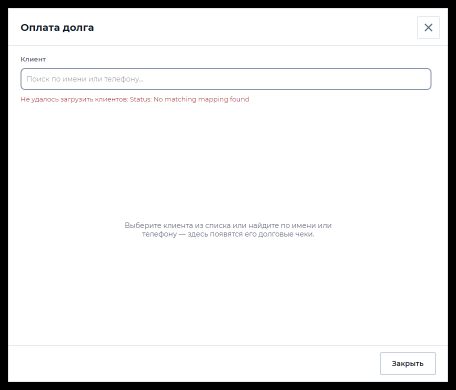 Оплата долга
Клиент
Поиск по имени или телефону...
Не удалось загрузить клиентов: Status: No matching mapping found
Выберите клиента из списка или найдите по имени или
телефону — здесь появятся его долговые чеки.
Закрыть